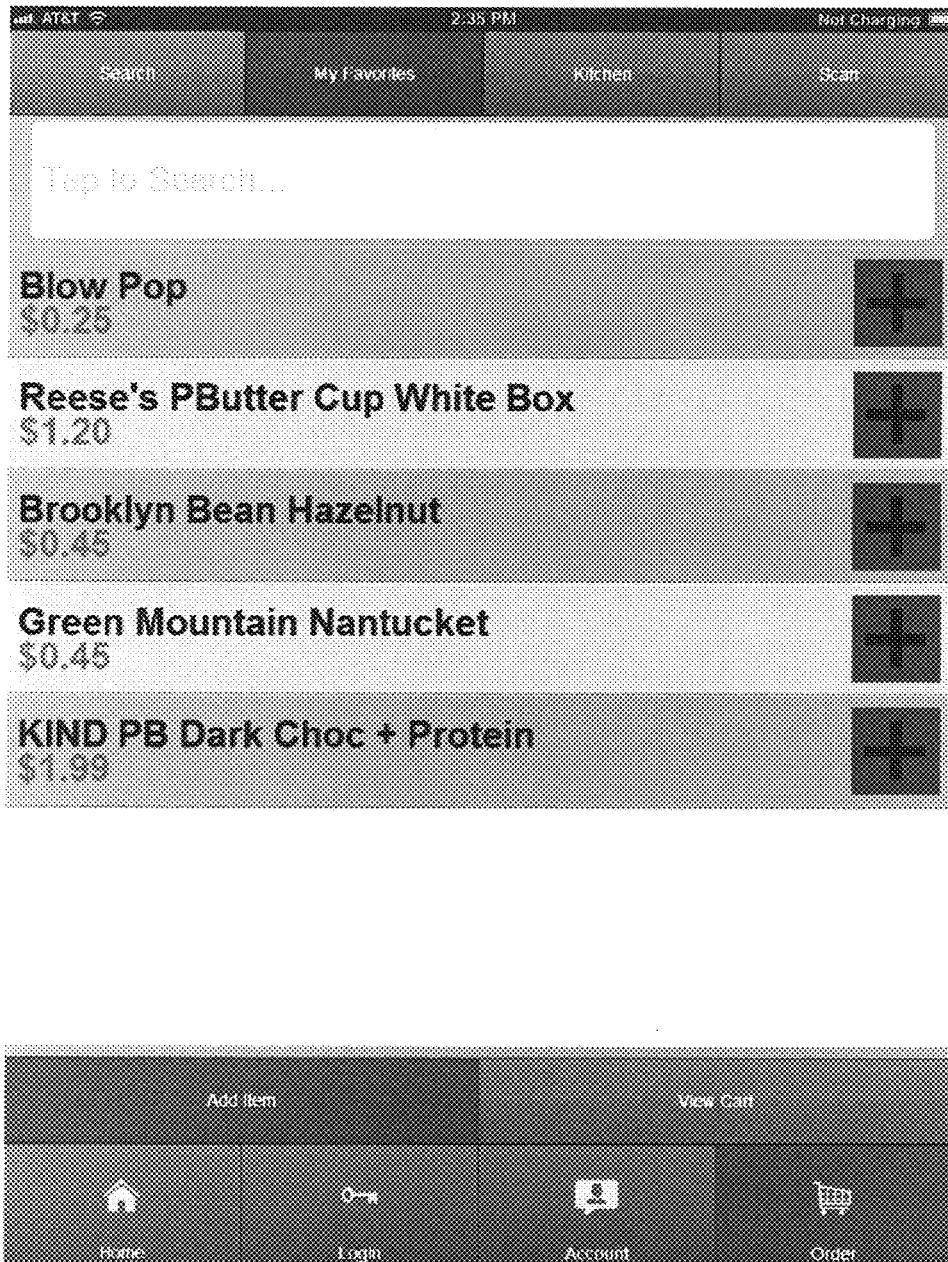 AT&T 2:35 PM Not Charging
Search My Favorites Kitchen Scan
Tap to Search...
Blow Pop
$0.25
Reese's PButter Cup White Box
$1.20
Brooklyn Bean Hazelnut
$0.45
Green Mountain Nantucket
$0.45
KIND PB Dark Choc + Protein
$1.99
Add Item View Cart
Home Login Account Order